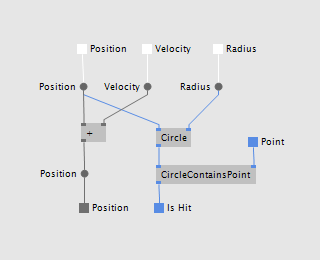 Position Velocity Radius
Position Velocity Radius
+ Circle
Point
Position CircleContainsPoint
Position Is Hit